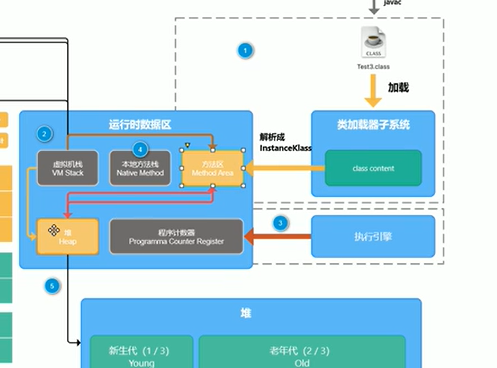 javac
1
Test3.class
加载
运行时数据区
类加载器子系统
解析成
InstanceKlass
2
虚拟机栈
VM Stack
4
本地方法栈
Native Method
方法区
Method Area
class content
堆
Heap
程序计数器
Programma Counter Register
3
执行引擎
5
堆
新生代（1 / 3）
Young
老年代（2 / 3）
Old